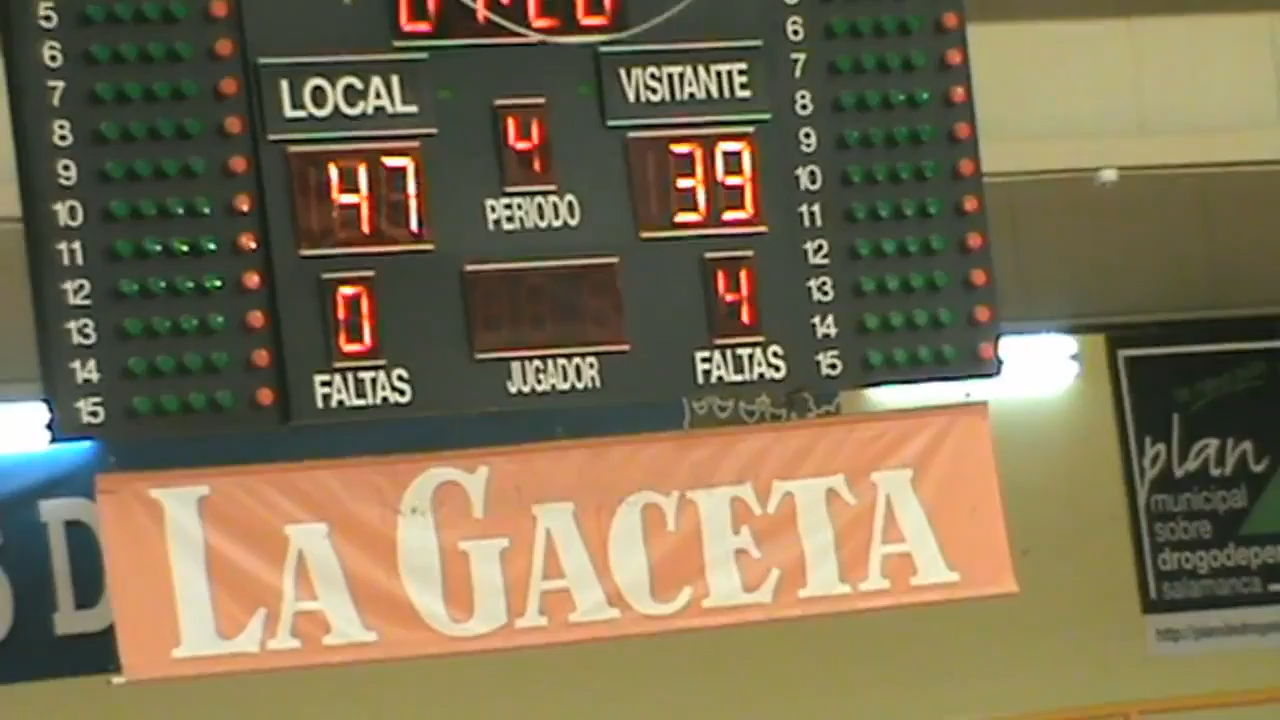 LOCAL
VISITANTE
47
4
39
PERIODO
0
4
FALTAS
JUGADOR
FALTAS
5
6
7
8
9
10
11
12
13
14
15
6
7
8
9
10
11
12
13
14
15
LA GACETA
D
plan
municipal
sobre
drogodepe
salamanca